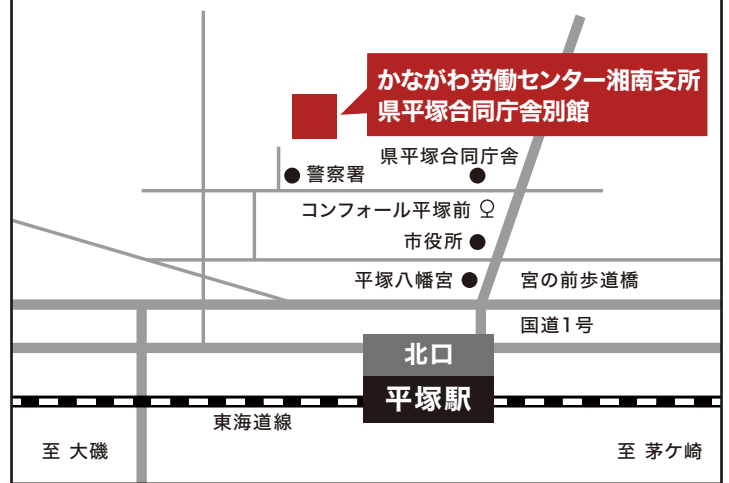 かながわ労働センター湘南支所
県平塚合同庁舎別館
県平塚合同庁舎
警察署
コンフォール平塚前
市役所
平塚八幡宮
宮の前歩道橋
国道1号
北口
平塚駅
東海道線
至 大磯
至 茅ケ崎